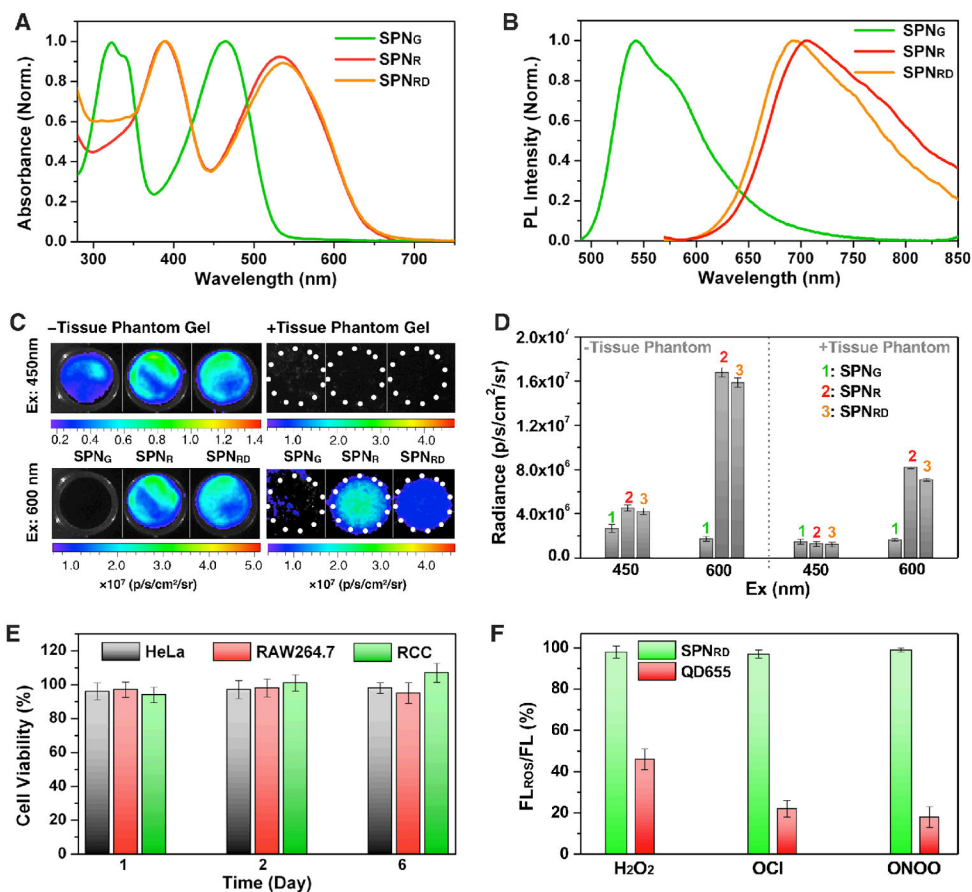 A
SPNG
SPNR
SPNRD
Absorbance (Norm.)
1.0
0.8
0.6
0.4
0.2
0.0
300 400 500 600 700
Wavelength (nm)
B
SPNG
SPNR
SPNRD
PL Intensity (Norm.)
1.0
0.8
0.6
0.4
0.2
0.0
500 550 600 650 700 750 800 850
Wavelength (nm)
C
–Tissue Phantom Gel +Tissue Phantom Gel
Ex: 450nm
0.2 0.4 0.6 0.8 1.0 1.2 1.4
1.0 2.0 3.0 4.0
SPNG SPNR SPNRD SPNG SPNR SPNRD
Ex: 600 nm
1.0 2.0 3.0 4.0 5.0
1.0 2.0 3.0 4.0
×10⁷ (p/s/cm²/sr) ×10⁷ (p/s/cm²/sr)
D
-Tissue Phantom +Tissue Phantom
1: SPNG
2: SPNR
3: SPNRD
Radiance (p/s/cm²/sr)
2.0x10⁷
1.6x10⁷
1.2x10⁷
8.0x10⁶
4.0x10⁶
0.0
1 2 3 1 2 3 1 2 3 1 2 3
450 600 450 600
Ex (nm)
E
HeLa RAW264.7 RCC
Cell Viability (%)
120
100
80
60
40
20
0
1 2 6
Time (Day)
F
SPNRD
QD655
FLROS/FL (%)
100
80
60
40
20
0
H₂O₂ OCl ONOO